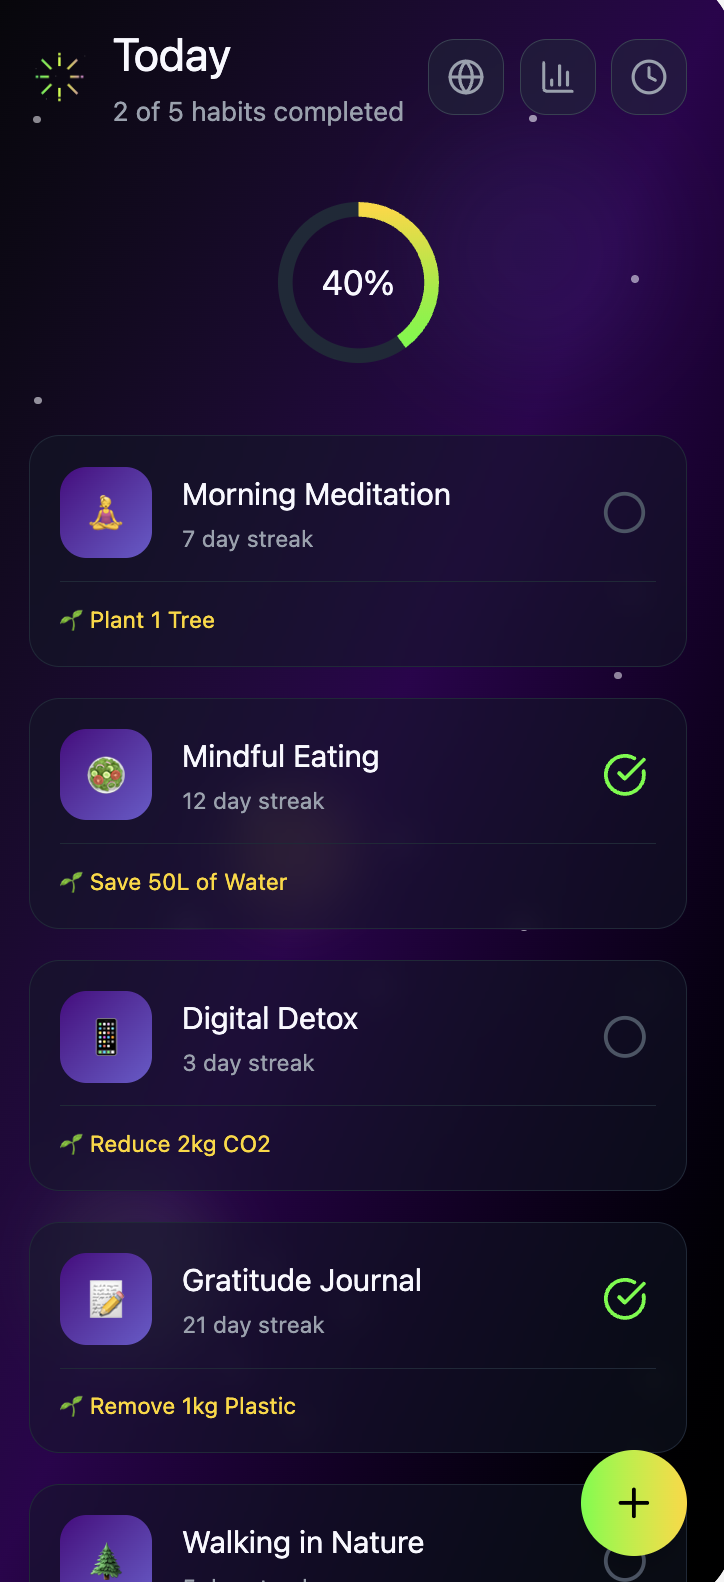 Today
2 of 5 habits completed
40%
Morning Meditation
7 day streak
Plant 1 Tree
Mindful Eating
12 day streak
Save 50L of Water
Digital Detox
3 day streak
Reduce 2kg CO2
Gratitude Journal
21 day streak
Remove 1kg Plastic
Walking in Nature